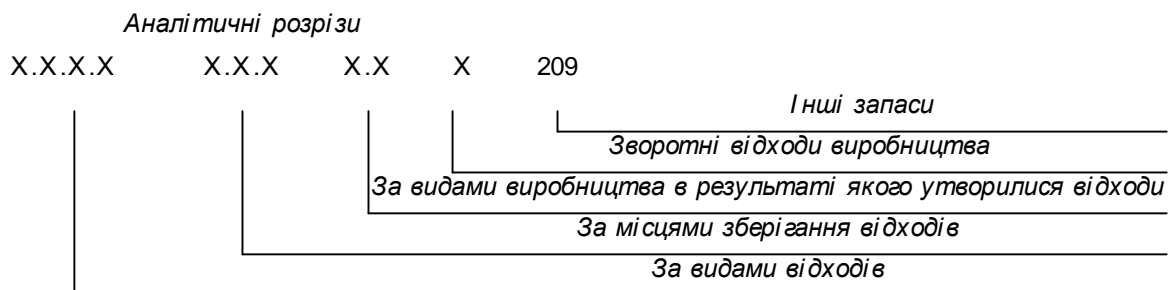 Аналітичні розрізи
X.X.X.X X.X.X X.X X 209
Інші запаси
Зворотні відходи виробництва
За видами виробництва в результаті якого утворилися відходи
За місцями зберігання відходів
За видами відходів